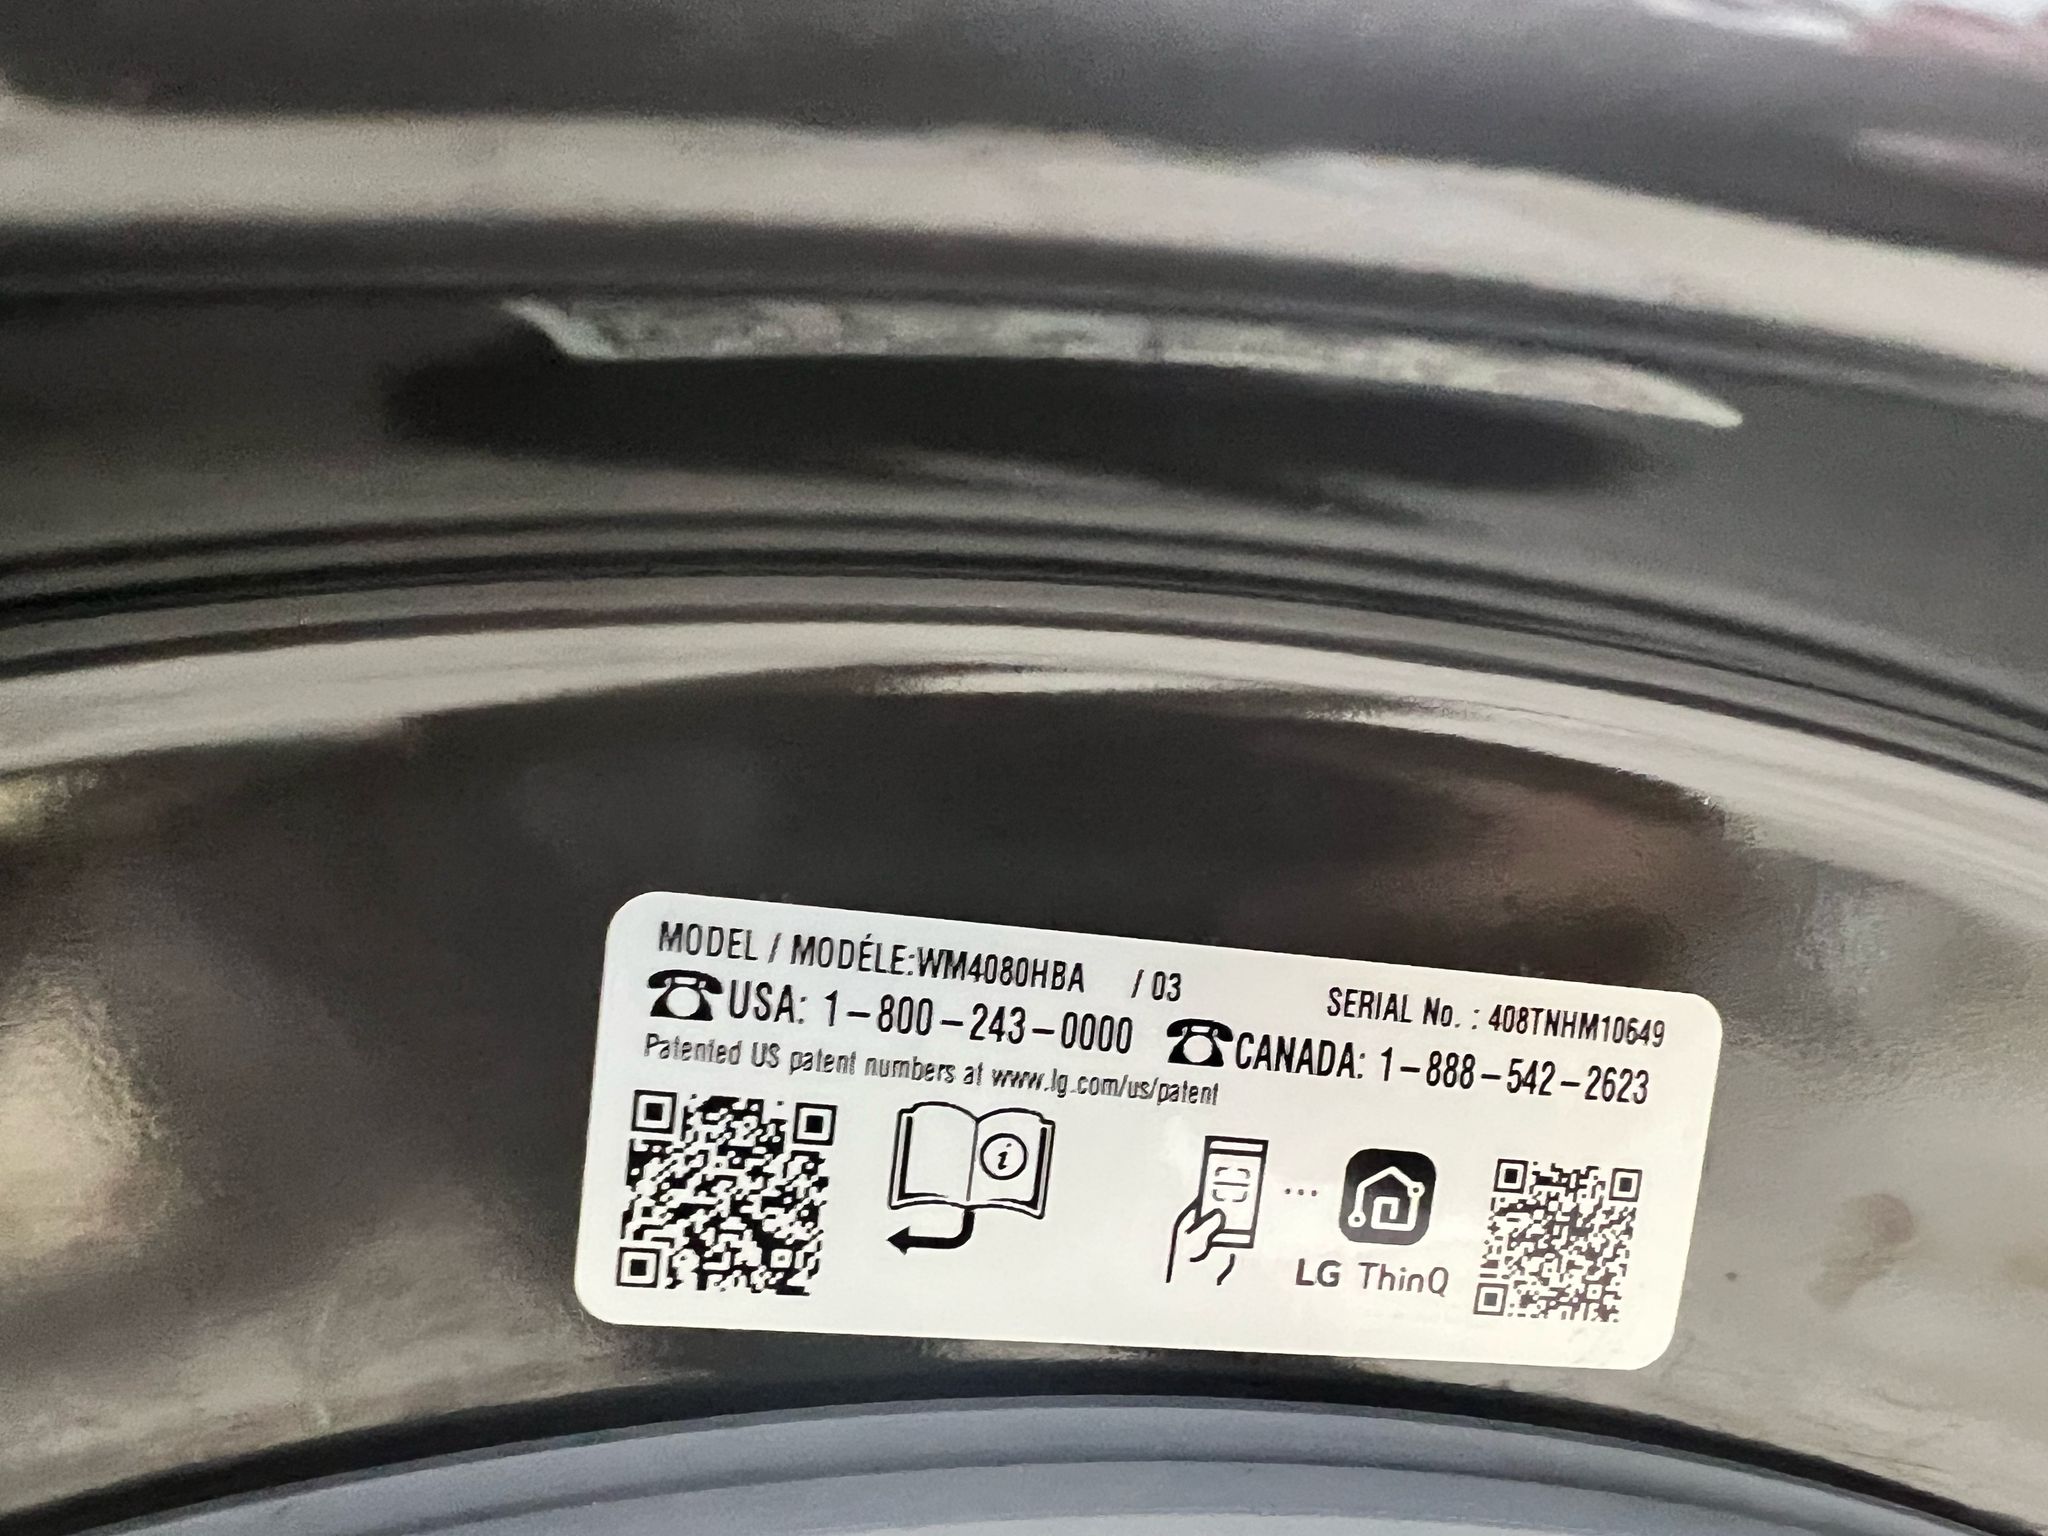 MODEL / MODÉLE:WM4080HBA / 03
SERIAL No. : 408TNHM10649
USA: 1-800-243-0000
CANADA: 1-888-542-2623
Patented US patent numbers at www.lg.com/us/patent
i
LG ThinQ